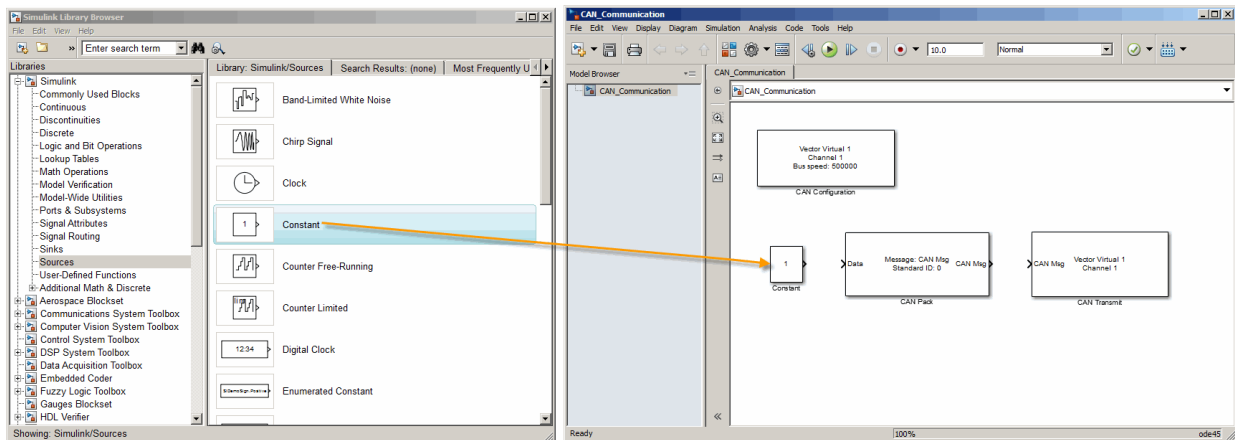 Simulink Library Browser
File Edit View Help
» Enter search term
Libraries
Simulink
Commonly Used Blocks
Continuous
Discontinuities
Discrete
Logic and Bit Operations
Lookup Tables
Math Operations
Model Verification
Model-Wide Utilities
Ports & Subsystems
Signal Attributes
Signal Routing
Sinks
Sources
User-Defined Functions
Additional Math & Discrete
Aerospace Blockset
Communications System Toolbox
Computer Vision System Toolbox
Control System Toolbox
DSP System Toolbox
Data Acquisition Toolbox
Embedded Coder
Fuzzy Logic Toolbox
Gauges Blockset
HDL Verifier
Showing: Simulink/Sources
Library: Simulink/Sources Search Results: (none) Most Frequently U
Band-Limited White Noise
Chirp Signal
Clock
1 Constant
Counter Free-Running
Counter Limited
12:34 Digital Clock
Enumerated Constant
CAN_Communication
File Edit View Display Diagram Simulation Analysis Code Tools Help
10.0 Normal
Model Browser
CAN_Communication
CAN_Communication
CAN_Communication
Vector Virtual 1
Channel 1
Bus speed: 500000
CAN Configuration
1
Constant
Data
Message: CAN Msg
Standard ID: 0
CAN Msg
CAN Pack
CAN Msg
Vector Virtual 1
Channel 1
CAN Transmit
Ready 100% ode45